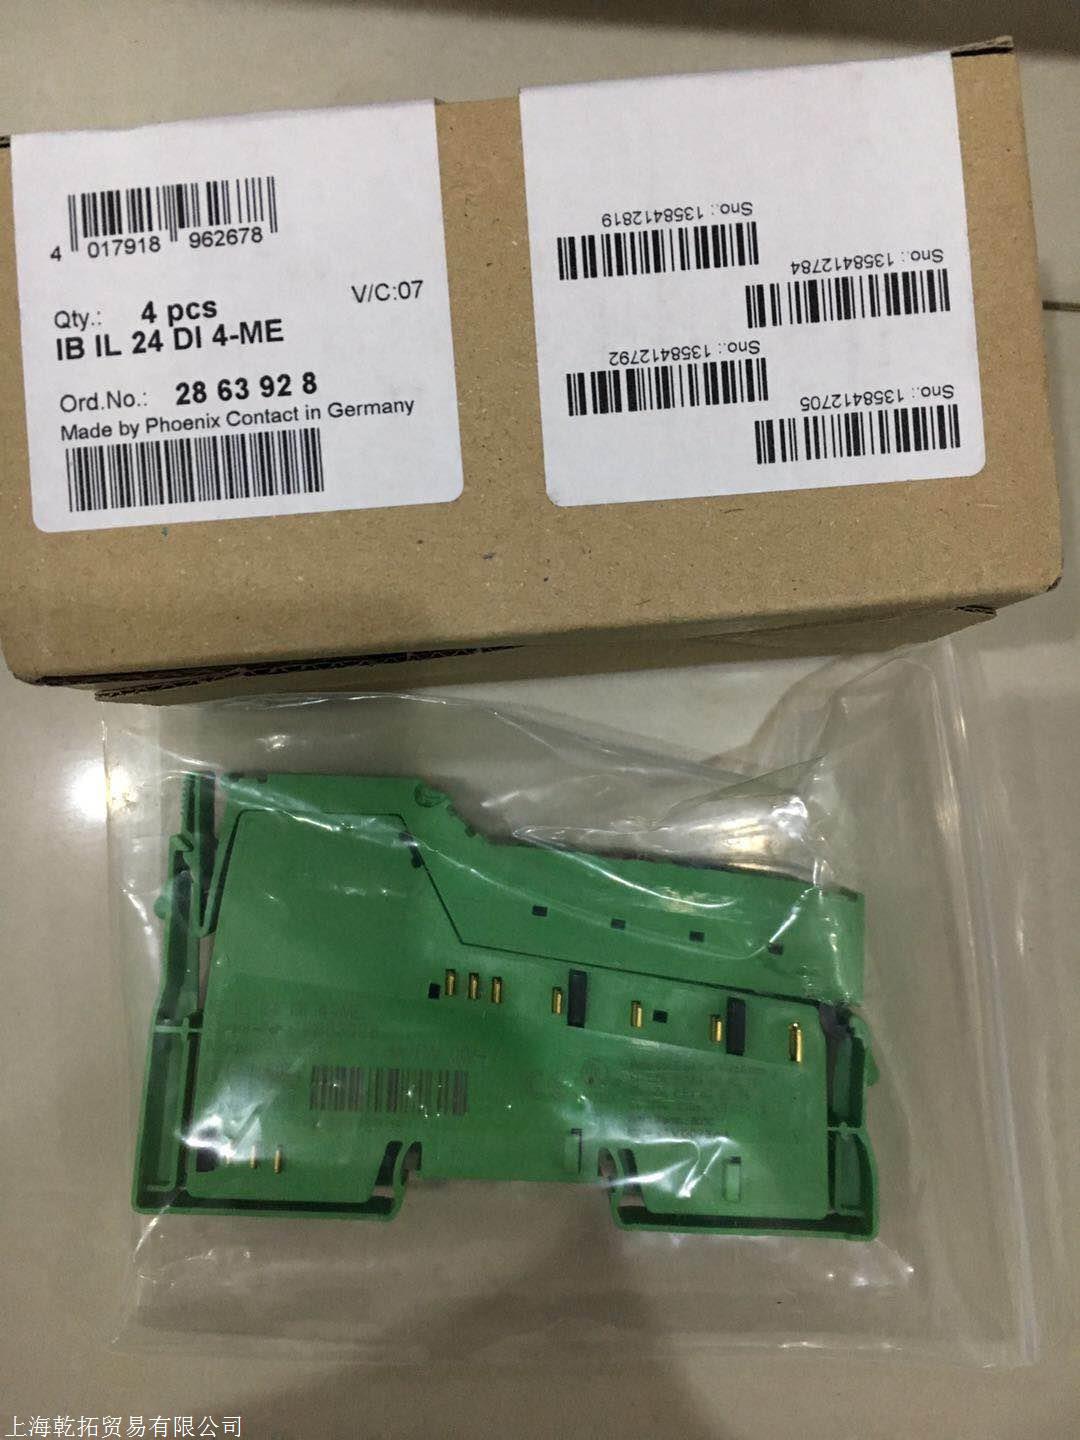 4 017918 962678
V/C:07
Qty.: 4 pcs
IB IL 24 DI 4-ME
Ord.No.: 28 63 92 8
Made by Phoenix Contact in Germany
Sno.: 1358412819
Sno.: 1358412784
Sno.: 1358412792
Sno.: 1358412705
上海乾拓贸易有限公司